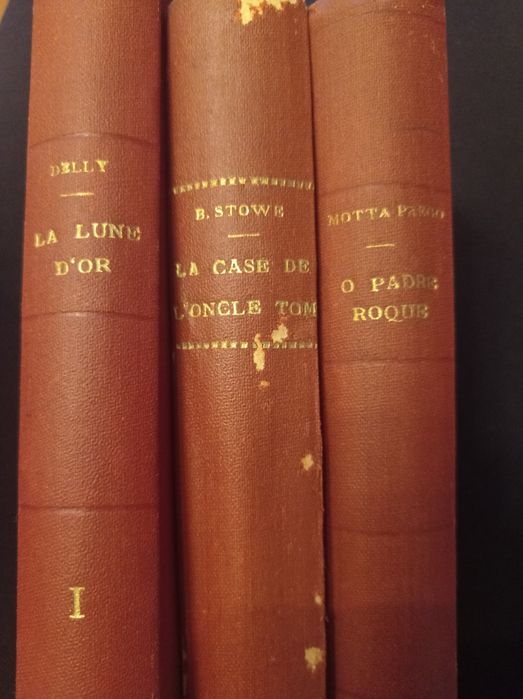 DELLY
LA LUNE
D'OR
I
B. STOWE
LA CASE DE
L'ONCLE TOM
MOTTA PREGO
O PADRE
ROQUE